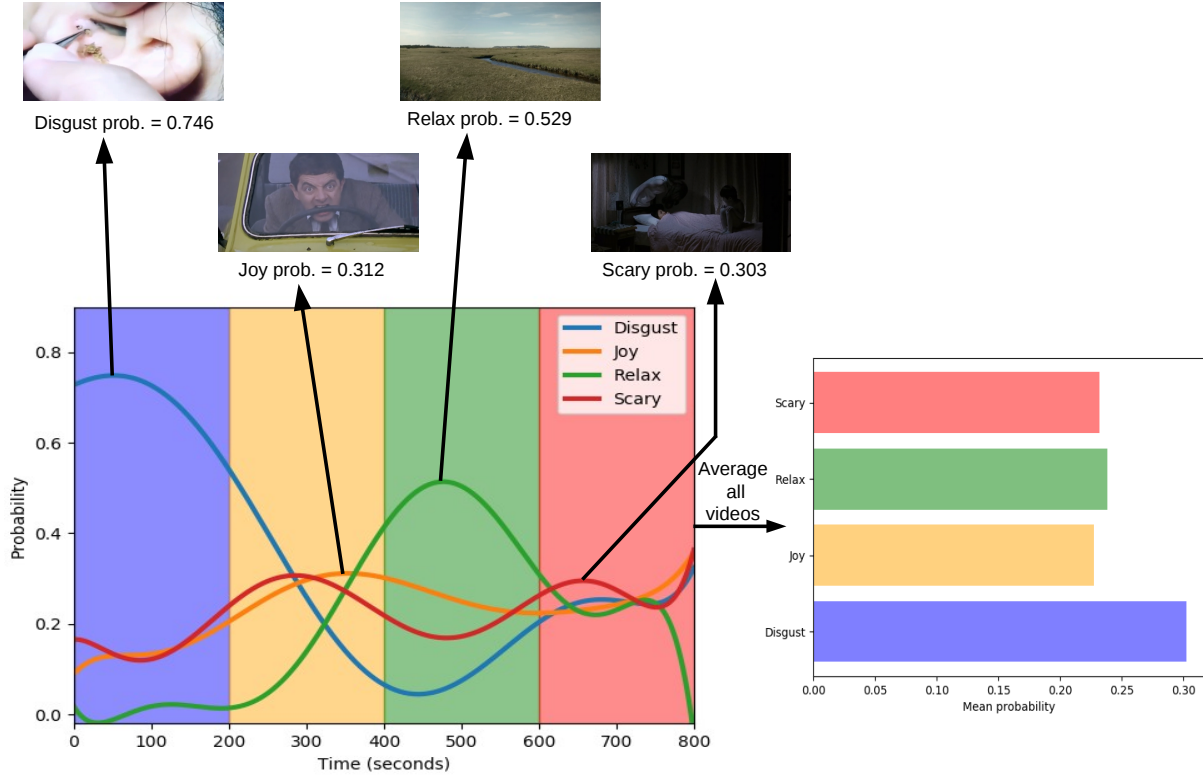 Disgust prob. = 0.746
Relax prob. = 0.529
Joy prob. = 0.312
Scary prob. = 0.303
Probability
0.8
0.6
0.4
0.2
0.0
Disgust
Joy
Relax
Scary
0 100 200 300 400 500 600 700 800
Time (seconds)
Average
all
videos
Scary
Relax
Joy
Disgust
0.00 0.05 0.10 0.15 0.20 0.25 0.30
Mean probability